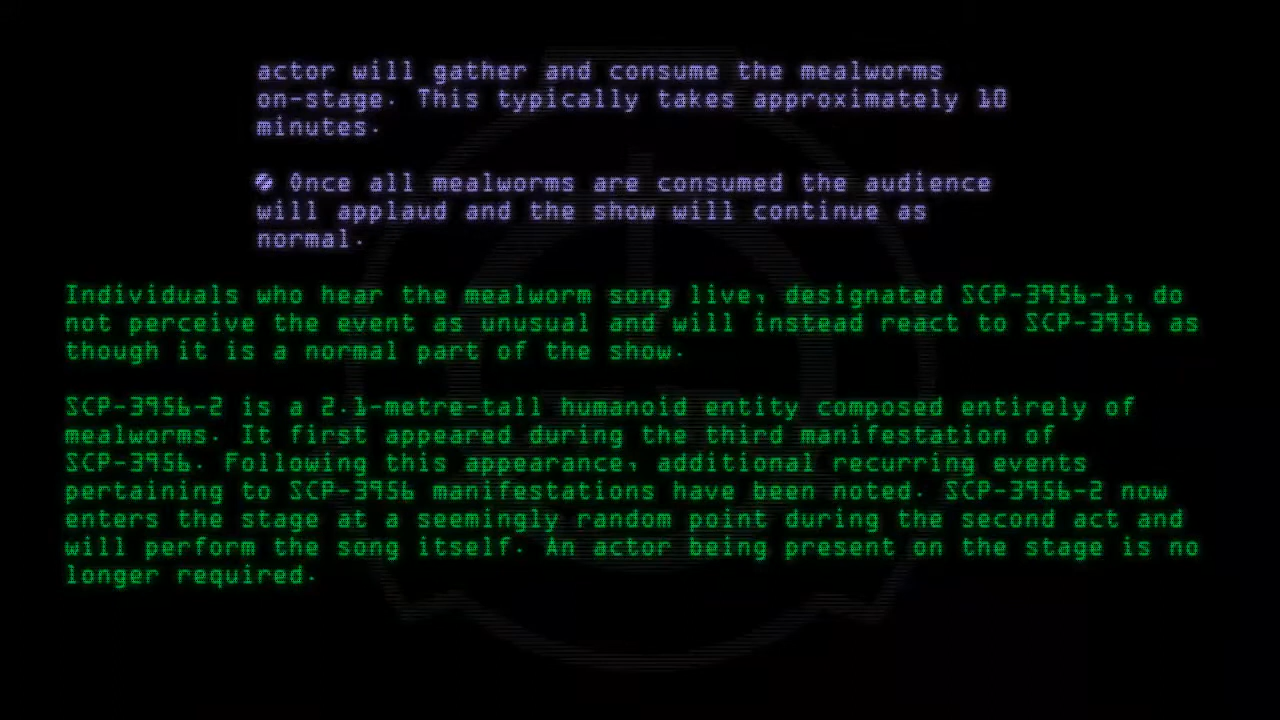 actor will gather and consume the mealworms
on-stage. This typically takes approximately 10
minutes.
● Once all mealworms are consumed the audience
will applaud and the show will continue as
normal.
Individuals who hear the mealworm song live, designated SCP-3956-1, do
not perceive the event as unusual and will instead react to SCP-3956 as
though it is a normal part of the show.
SCP-3956-2 is a 2.1-metre-tall humanoid entity composed entirely of
mealworms. It first appeared during the third manifestation of
SCP-3956. Following this appearance, additional recurring events
pertaining to SCP-3956 manifestations have been noted. SCP-3956-2 now
enters the stage at a seemingly random point during the second act and
will perform the song itself. An actor being present on the stage is no
longer required.